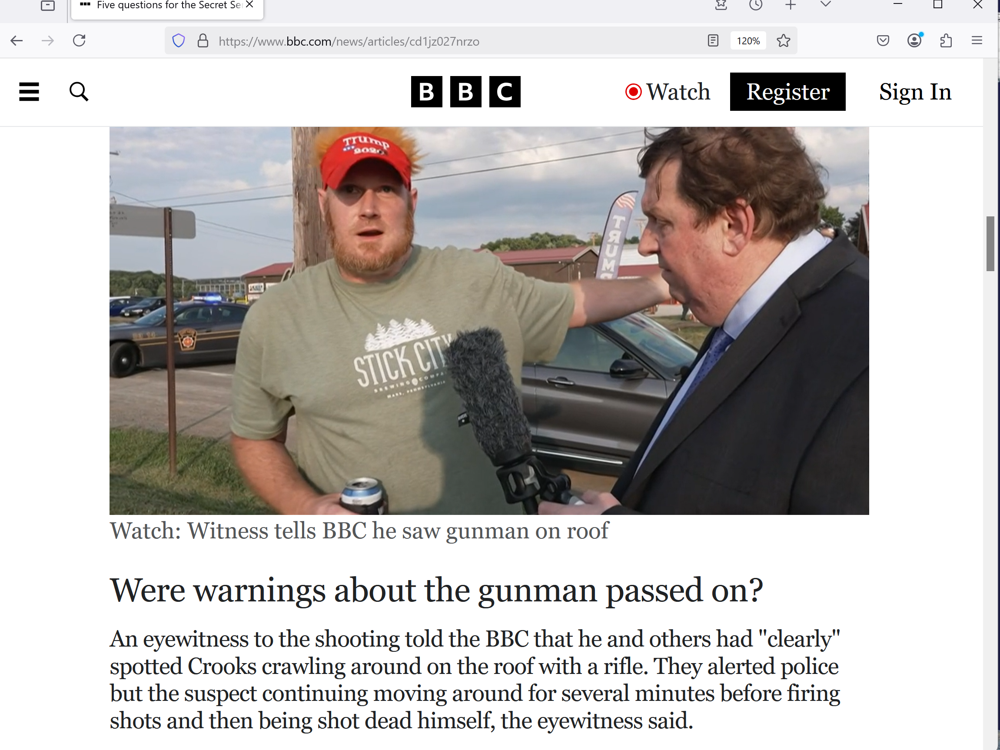 Five questions for the Secret Se
https://www.bbc.com/news/articles/cd1jz027nrzo
120%
BBC
Watch
Register
Sign In
Trump
2020
TRUMP
STICK CITY
BREWING COMPA
MARS, PENNSYLVANIA
Watch: Witness tells BBC he saw gunman on roof
Were warnings about the gunman passed on?
An eyewitness to the shooting told the BBC that he and others had "clearly"
spotted Crooks crawling around on the roof with a rifle. They alerted police
but the suspect continuing moving around for several minutes before firing
shots and then being shot dead himself, the eyewitness said.